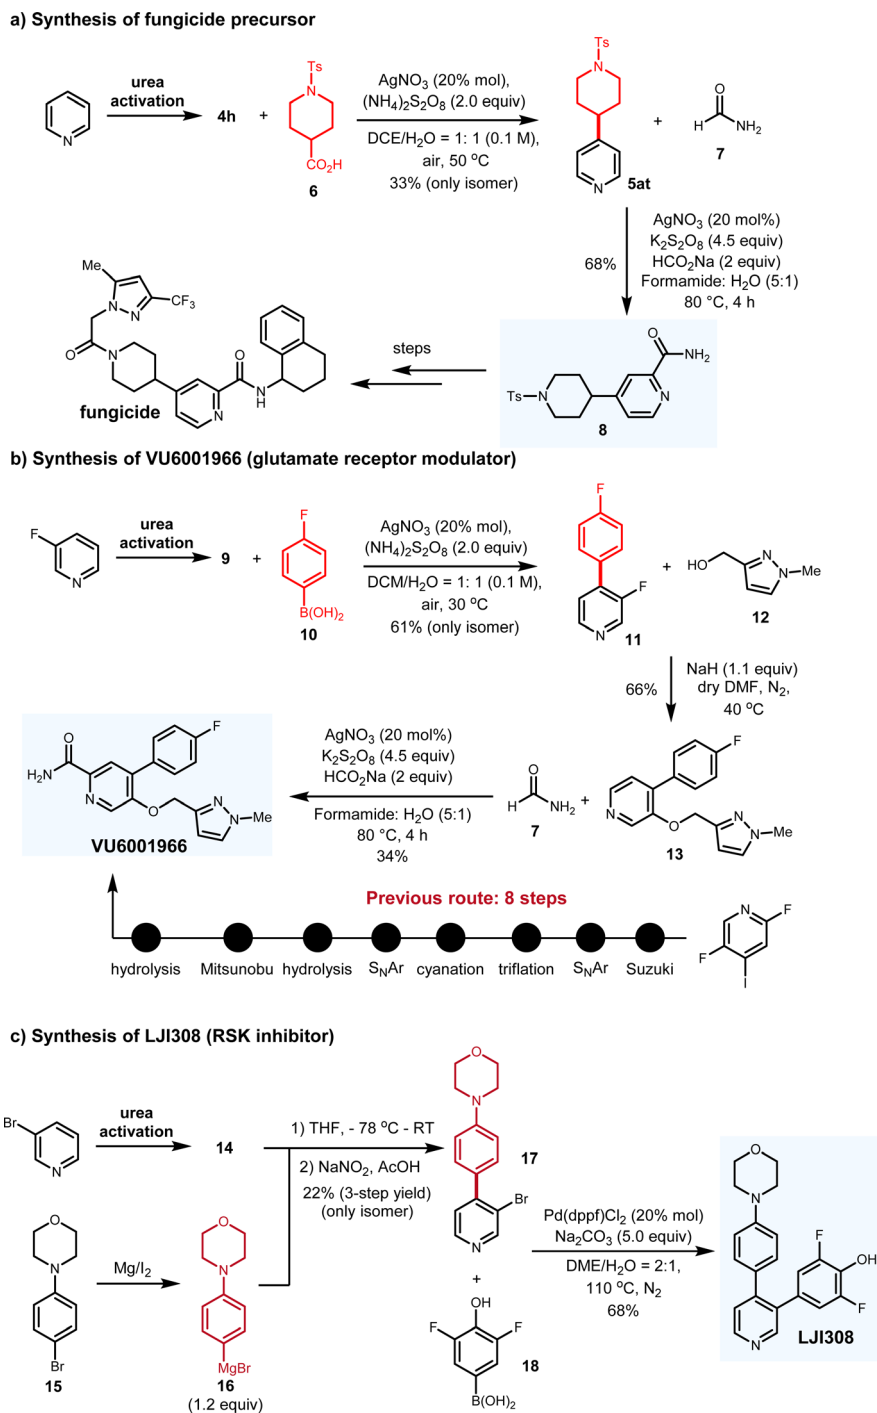 a) Synthesis of fungicide precursor
urea
activation
N
4h
+
Ts
N
CO₂H
6
AgNO₃ (20% mol),
(NH₄)₂S₂O₈ (2.0 equiv)
DCE/H₂O = 1: 1 (0.1 M),
air, 50 °C
33% (only isomer)
Ts
N
N
5at
+
O
H
NH₂
7
68%
AgNO₃ (20 mol%)
K₂S₂O₈ (4.5 equiv)
HCO₂Na (2 equiv)
Formamide: H₂O (5:1)
80 °C, 4 h
Me
N
N
CF₃
O
N
O
N
H
N
fungicide
steps
O
NH₂
Ts
N
N
8
b) Synthesis of VU6001966 (glutamate receptor modulator)
F
N
urea
activation
9
+
F
B(OH)₂
10
AgNO₃ (20% mol),
(NH₄)₂S₂O₈ (2.0 equiv)
DCM/H₂O = 1: 1 (0.1 M),
air, 30 °C
61% (only isomer)
F
F
N
11
+
HO
N
N
Me
12
66%
NaH (1.1 equiv)
dry DMF, N₂,
40 °C
F
O
H₂N
N
O
N
N
Me
VU6001966
AgNO₃ (20 mol%)
K₂S₂O₈ (4.5 equiv)
HCO₂Na (2 equiv)
Formamide: H₂O (5:1)
80 °C, 4 h
34%
O
H
NH₂
7
+
F
N
O
N
N
Me
13
Previous route: 8 steps
hydrolysis
Mitsunobu
hydrolysis
SNAr
cyanation
triflation
SNAr
Suzuki
N
F
F
I
c) Synthesis of LJI308 (RSK inhibitor)
Br
N
urea
activation
14
1) THF, - 78 °C - RT
2) NaNO₂, AcOH
22% (3-step yield)
(only isomer)
O
N
Br
N
17
O
N
Br
15
Mg/I₂
O
N
MgBr
16
(1.2 equiv)
+
OH
F
F
B(OH)₂
18
Pd(dppf)Cl₂ (20% mol)
Na₂CO₃ (5.0 equiv)
DME/H₂O = 2:1,
110 °C, N₂
68%
O
N
F
OH
F
N
LJI308